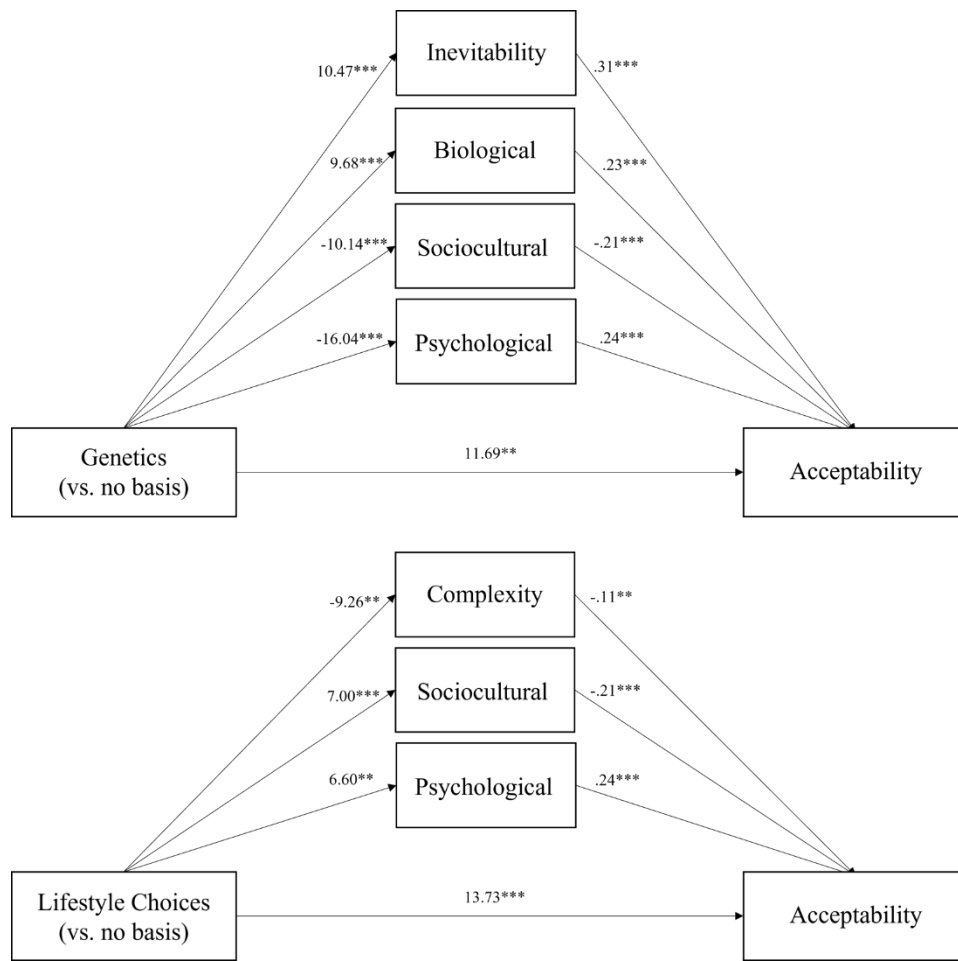 Inevitability
10.47***
.31***
Biological
9.68***
.23***
Sociocultural
-10.14***
-.21***
Psychological
-16.04***
.24***
Genetics
(vs. no basis)
11.69**
Acceptability
Complexity
-9.26**
-.11**
Sociocultural
7.00***
-.21***
Psychological
6.60**
.24***
Lifestyle Choices
(vs. no basis)
13.73***
Acceptability